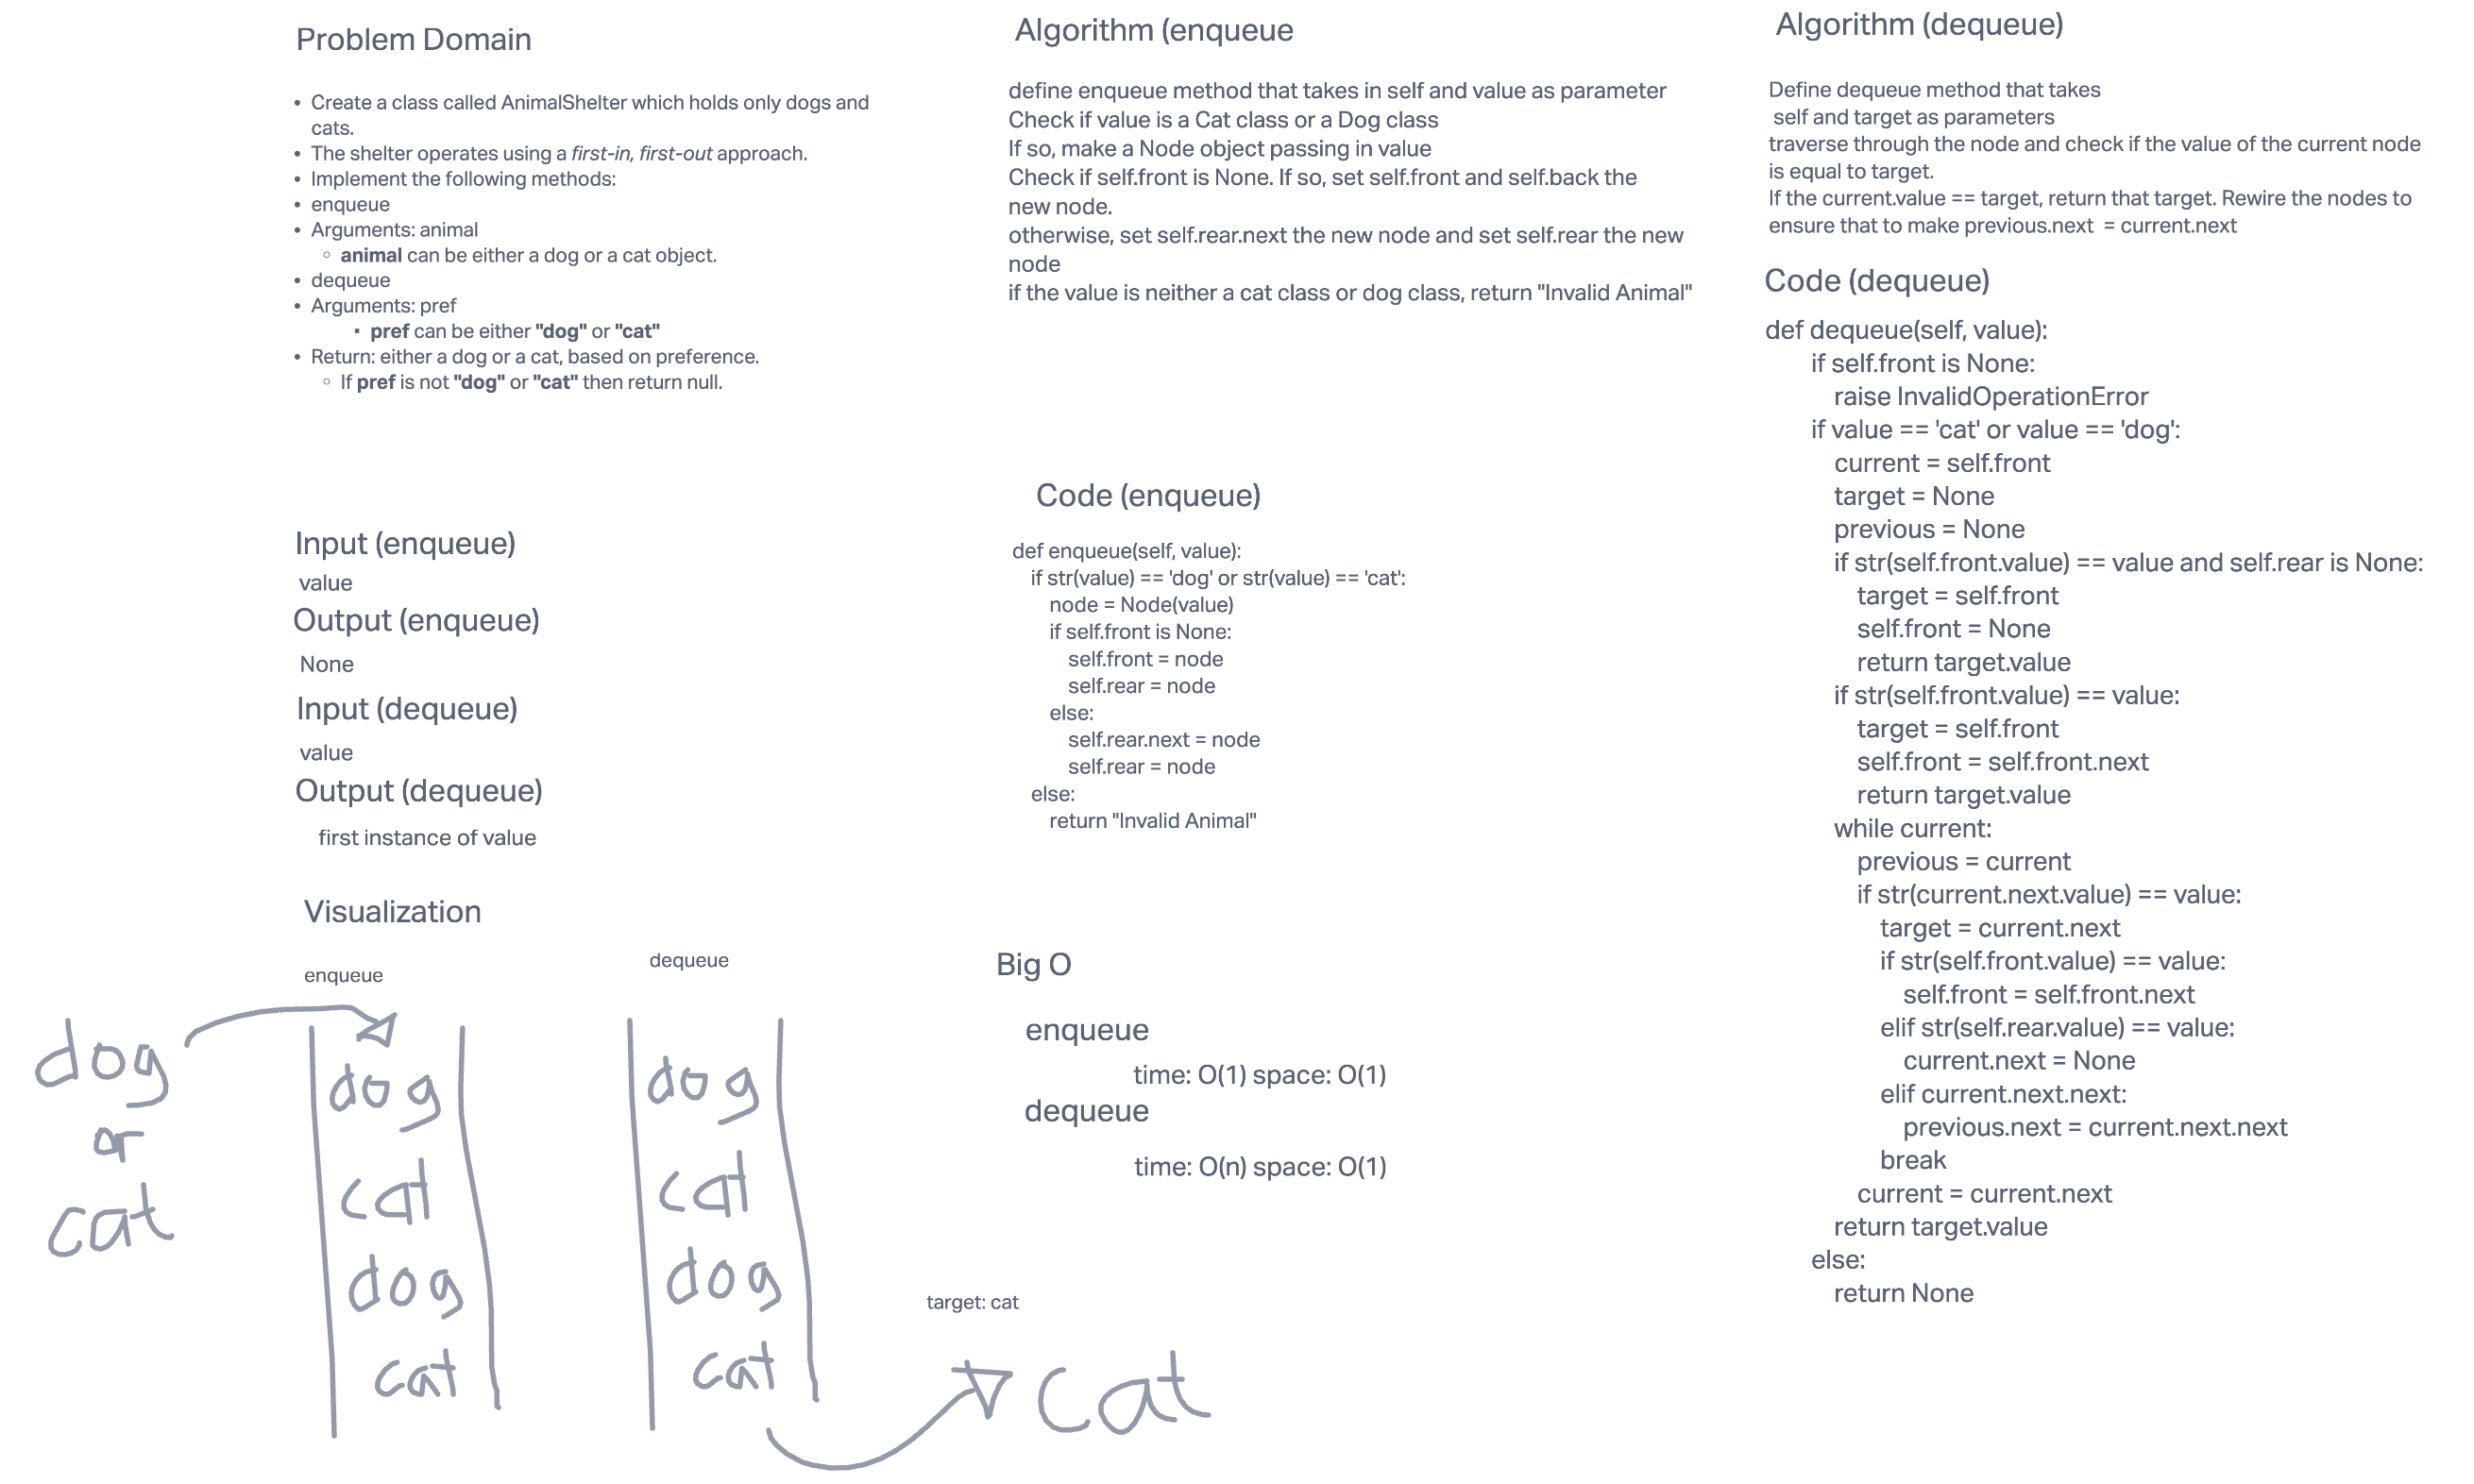 Problem Domain
• Create a class called AnimalShelter which holds only dogs and
cats.
• The shelter operates using a first-in, first-out approach.
• Implement the following methods:
• enqueue
• Arguments: animal
◦ animal can be either a dog or a cat object.
• dequeue
• Arguments: pref
▪ pref can be either "dog" or "cat"
• Return: either a dog or a cat, based on preference.
◦ If pref is not "dog" or "cat" then return null.
Input (enqueue)
value
Output (enqueue)
None
Input (dequeue)
value
Output (dequeue)
first instance of value
Visualization
enqueue
dog
or
cat
dog
cat
dog
cat
dequeue
dog
cat
dog
cat
target: cat
cat
Algorithm (enqueue
define enqueue method that takes in self and value as parameter
Check if value is a Cat class or a Dog class
If so, make a Node object passing in value
Check if self.front is None. If so, set self.front and self.back the
new node.
otherwise, set self.rear.next the new node and set self.rear the new
node
if the value is neither a cat class or dog class, return "Invalid Animal"
Code (enqueue)
def enqueue(self, value):
if str(value) == 'dog' or str(value) == 'cat':
node = Node(value)
if self.front is None:
self.front = node
self.rear = node
else:
self.rear.next = node
self.rear = node
else:
return "Invalid Animal"
Big O
enqueue
time: O(1) space: O(1)
dequeue
time: O(n) space: O(1)
Algorithm (dequeue)
Define dequeue method that takes
self and target as parameters
traverse through the node and check if the value of the current node
is equal to target.
If the current.value == target, return that target. Rewire the nodes to
ensure that to make previous.next = current.next
Code (dequeue)
def dequeue(self, value):
if self.front is None:
raise InvalidOperationError
if value == 'cat' or value == 'dog':
current = self.front
target = None
previous = None
if str(self.front.value) == value and self.rear is None:
target = self.front
self.front = None
return target.value
if str(self.front.value) == value:
target = self.front
self.front = self.front.next
return target.value
while current:
previous = current
if str(current.next.value) == value:
target = current.next
if str(self.front.value) == value:
self.front = self.front.next
elif str(self.rear.value) == value:
current.next = None
elif current.next.next:
previous.next = current.next.next
break
current = current.next
return target.value
else:
return None